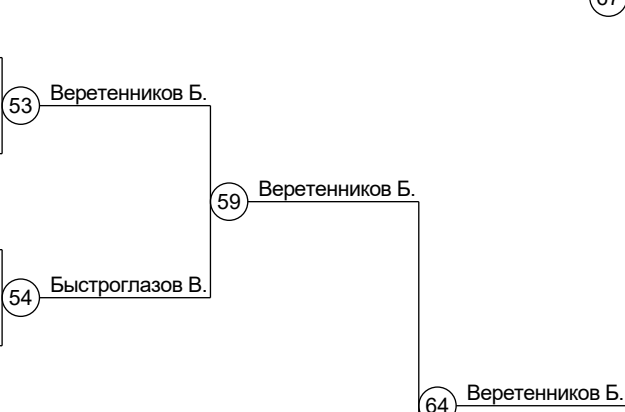 53 Веретенников Б.
59 Веретенников Б.
54 Быстроглазов В.
64 Веретенников Б.